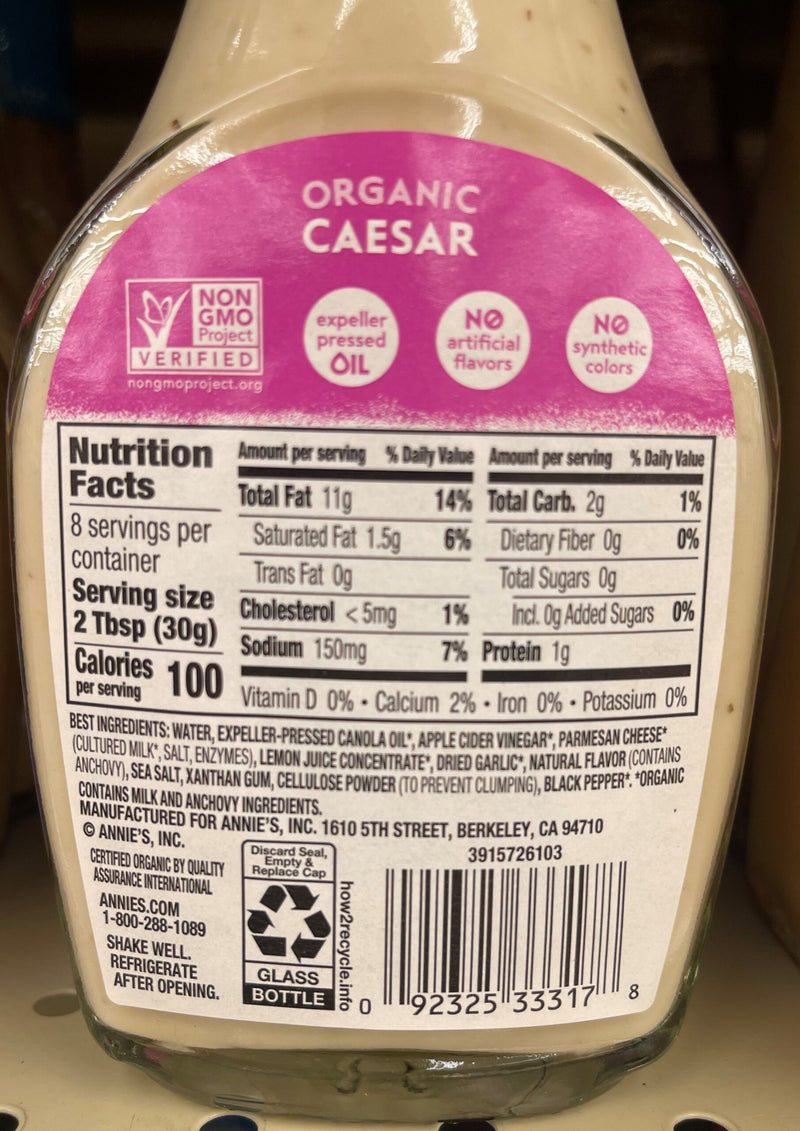 ORGANIC
CAESAR
NON
GMO
Project
VERIFIED
nongmoproject.org
expeller
pressed
OIL
NO
artificial
flavors
NO
synthetic
colors
Nutrition
Facts
8 servings per
container
Serving size
2 Tbsp (30g)
Calories 100
per serving
Amount per serving % Daily Value
Total Fat 11g 14%
Saturated Fat 1.5g 6%
Trans Fat 0g
Cholesterol <5mg 1%
Sodium 150mg 7%
Amount per serving % Daily Value
Total Carb. 2g 1%
Dietary Fiber 0g 0%
Total Sugars 0g
Incl. 0g Added Sugars 0%
Protein 1g
Vitamin D 0% • Calcium 2% • Iron 0% • Potassium 0%
BEST INGREDIENTS: WATER, EXPELLER-PRESSED CANOLA OIL*, APPLE CIDER VINEGAR*, PARMESAN CHEESE*
(CULTURED MILK*, SALT, ENZYMES), LEMON JUICE CONCENTRATE*, DRIED GARLIC*, NATURAL FLAVOR (CONTAINS
ANCHOVY), SEA SALT, XANTHAN GUM, CELLULOSE POWDER (TO PREVENT CLUMPING), BLACK PEPPER*. *ORGANIC
CONTAINS MILK AND ANCHOVY INGREDIENTS.
MANUFACTURED FOR ANNIE'S, INC. 1610 5TH STREET, BERKELEY, CA 94710
© ANNIE'S, INC.
CERTIFIED ORGANIC BY QUALITY
ASSURANCE INTERNATIONAL
ANNIES.COM
1-800-288-1089
SHAKE WELL.
REFRIGERATE
AFTER OPENING.
Discard Seal,
Empty &
Replace Cap
GLASS
BOTTLE
how2recycle.info
3915726103
0 92325 33317 8